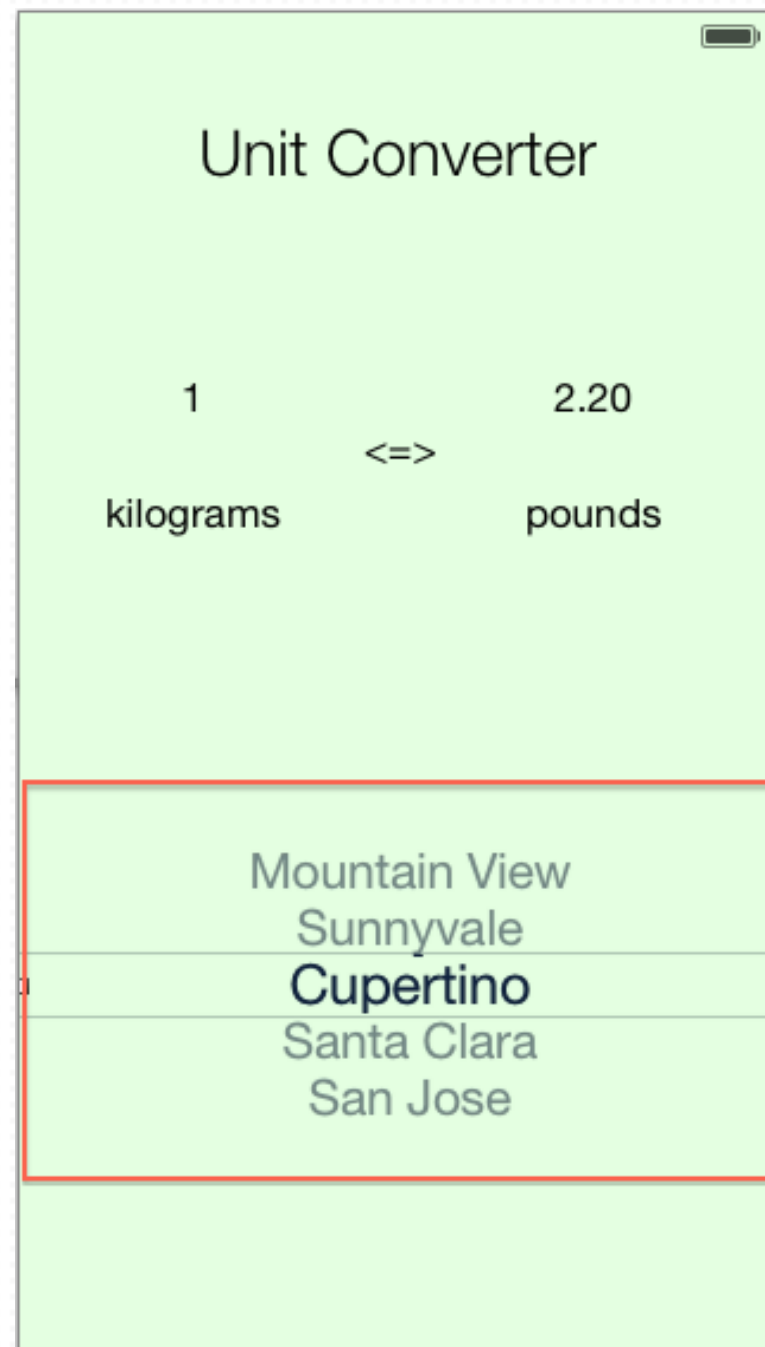 Unit Converter
1 2.20
<=>
kilograms pounds
Mountain View
Sunnyvale
Cupertino
Santa Clara
San Jose